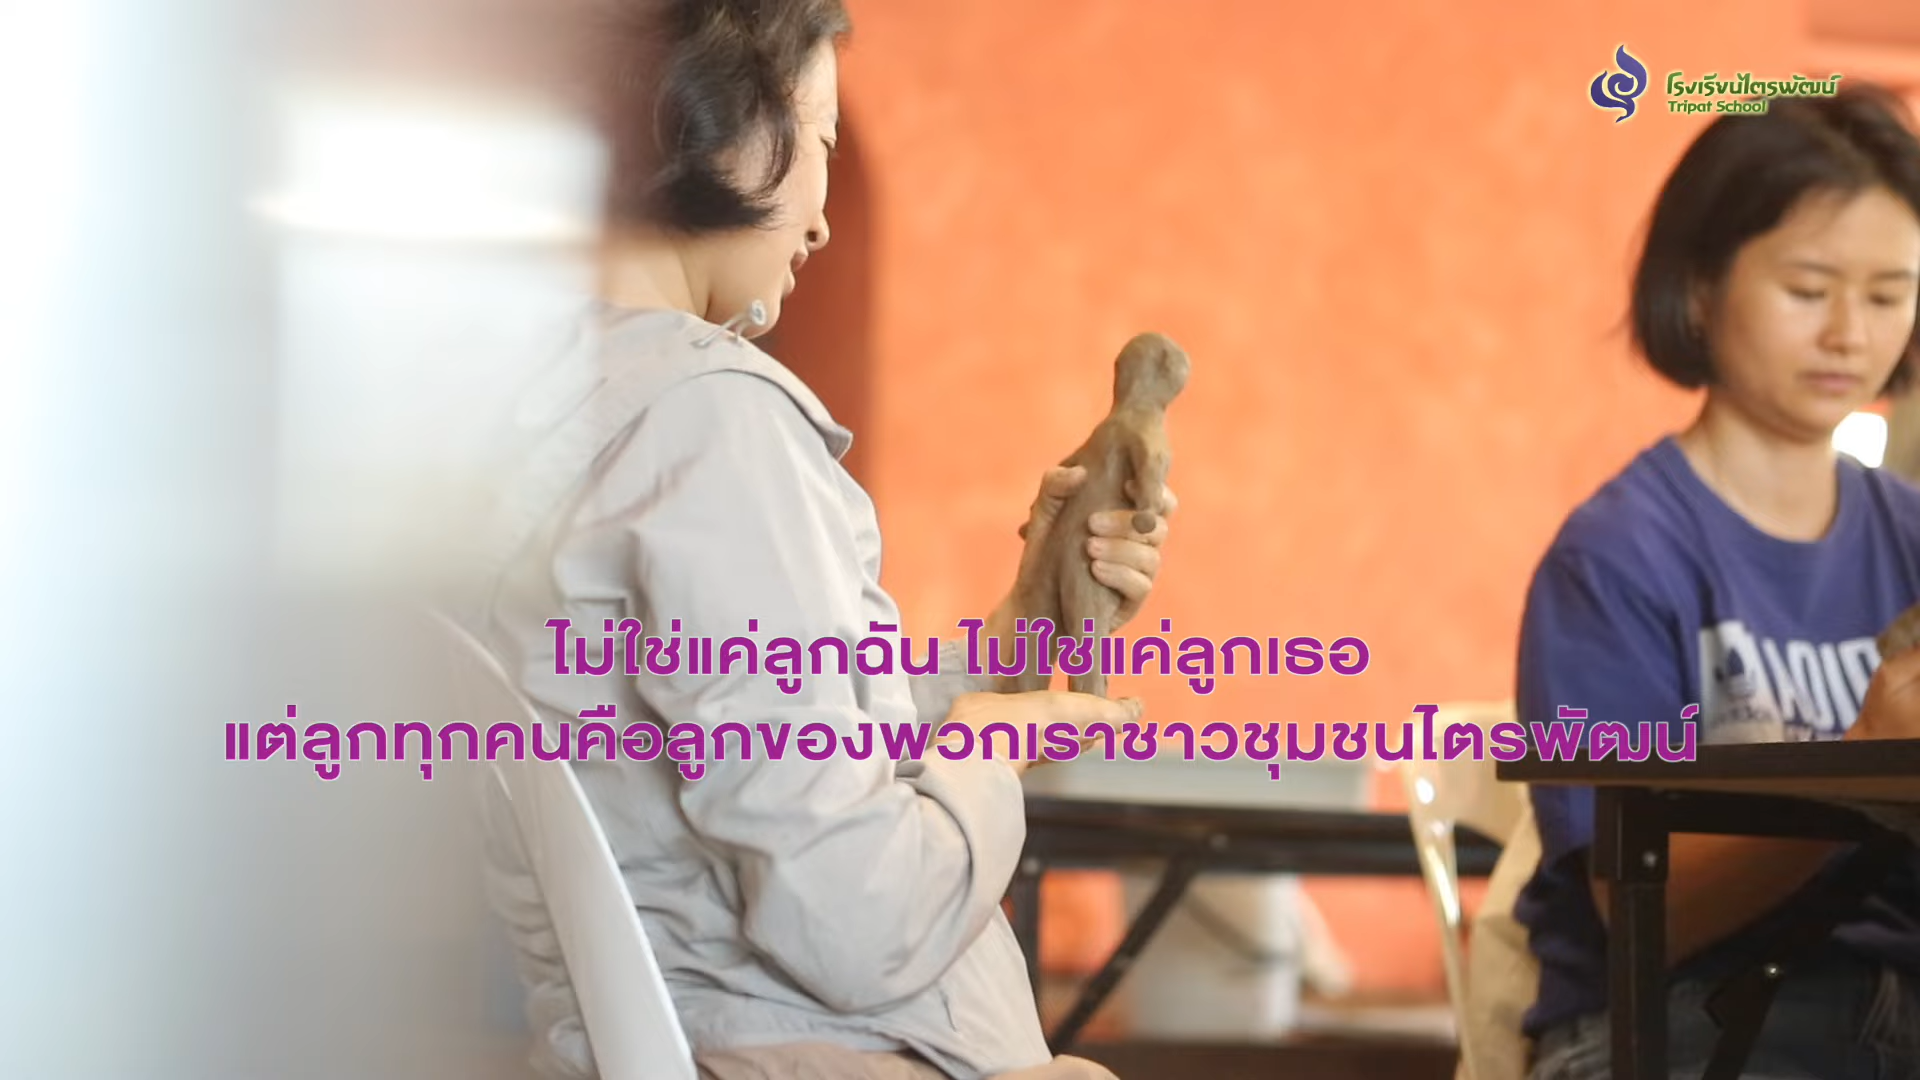 โรงเรียนไตรพัฒน์
Tripat School
ไม่ใช่แค่ลูกฉัน ไม่ใช่แค่ลูกเธอ
แต่ลูกทุกคนคือลูกของพวกเราชาวชุมชนไตรพัฒน์